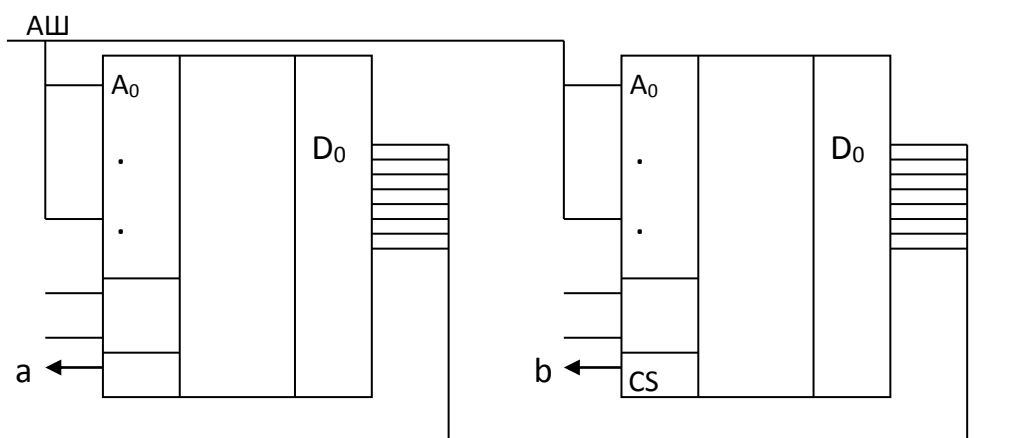 АШ
A₀ A₀
. D₀ . D₀
. .
a b CS